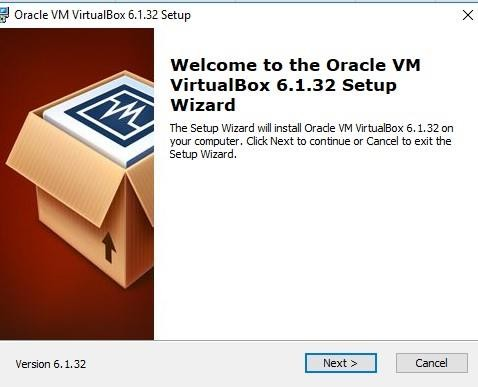 Oracle VM VirtualBox 6.1.32 Setup
Welcome to the Oracle VM
VirtualBox 6.1.32 Setup
Wizard
The Setup Wizard will install Oracle VM VirtualBox 6.1.32 on
your computer. Click Next to continue or Cancel to exit the
Setup Wizard.
Version 6.1.32
Next >
Cancel